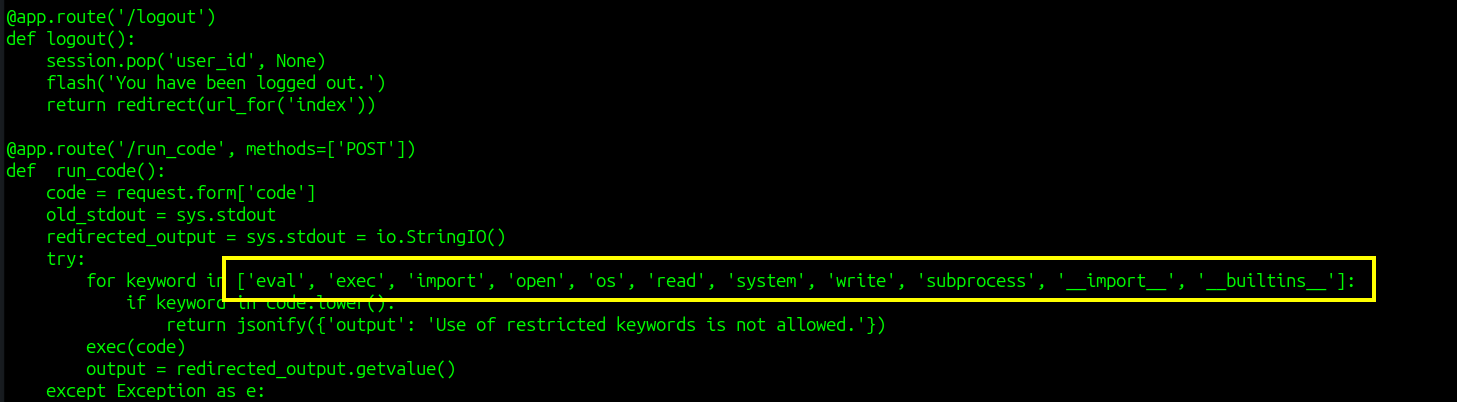 @app.route('/logout')
def logout():
    session.pop('user_id', None)
    flash('You have been logged out.')
    return redirect(url_for('index'))

@app.route('/run_code', methods=['POST'])
def  run_code():
    code = request.form['code']
    old_stdout = sys.stdout
    redirected_output = sys.stdout = io.StringIO()
    try:
        for keyword in ['eval', 'exec', 'import', 'open', 'os', 'read', 'system', 'write', 'subprocess', '__import__', '__builtins__']:
            if keyword in code.lower():
                return jsonify({'output': 'Use of restricted keywords is not allowed.'})
        exec(code)
        output = redirected_output.getvalue()
    except Exception as e: